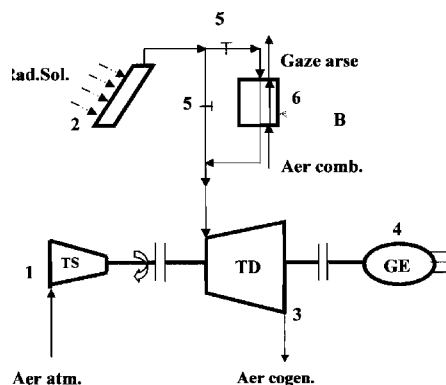 5
Gaze arse
Rad.Sol.
5
6
2
B
Aer comb.
4
1
TS
TD
GE
3
Aer atm.
Aer cogen.